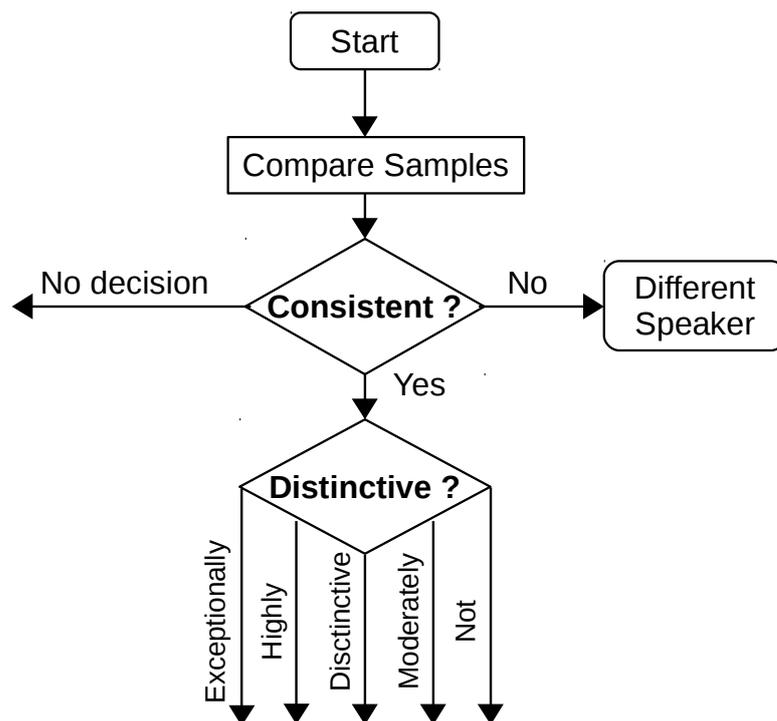 Start
Compare Samples
No decision
Consistent ?
No
Different
Speaker
Yes
Distinctive ?
Exceptionally
Highly
Disctinctive
Moderately
Not